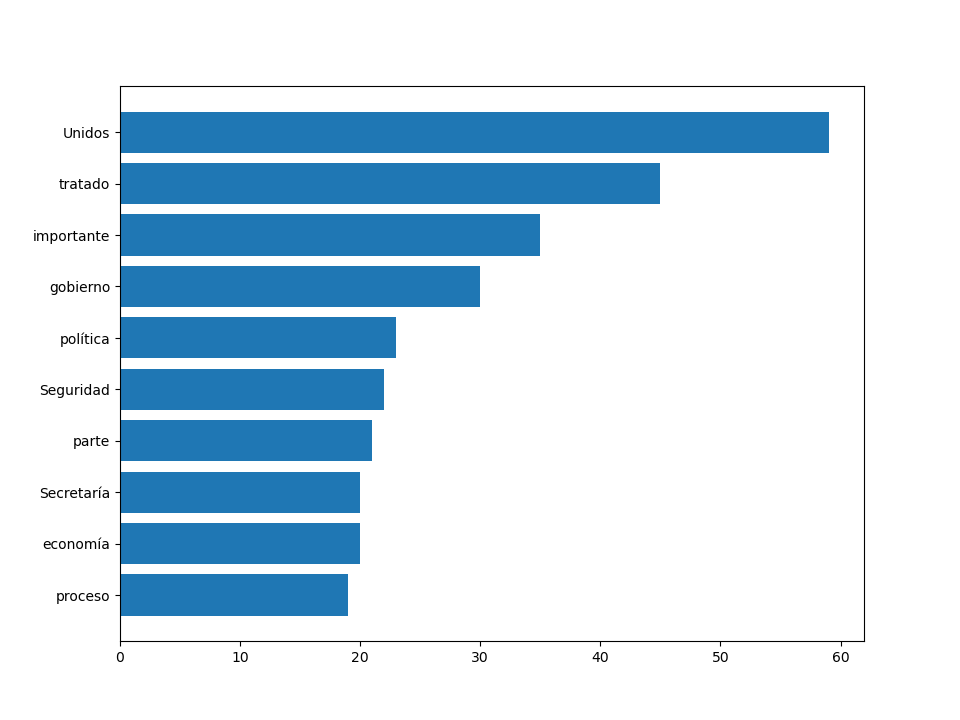 Unidos
tratado
importante
gobierno
política
Seguridad
parte
Secretaría
economía
proceso
0 10 20 30 40 50 60